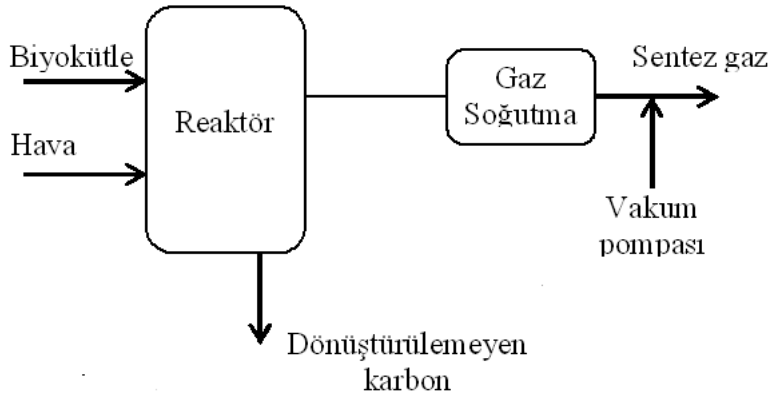 Biyokütle
Hava
Reaktör
Gaz
Soğutma
Sentez gaz
Vakum
pompası
Dönüştürülemeyen
karbon